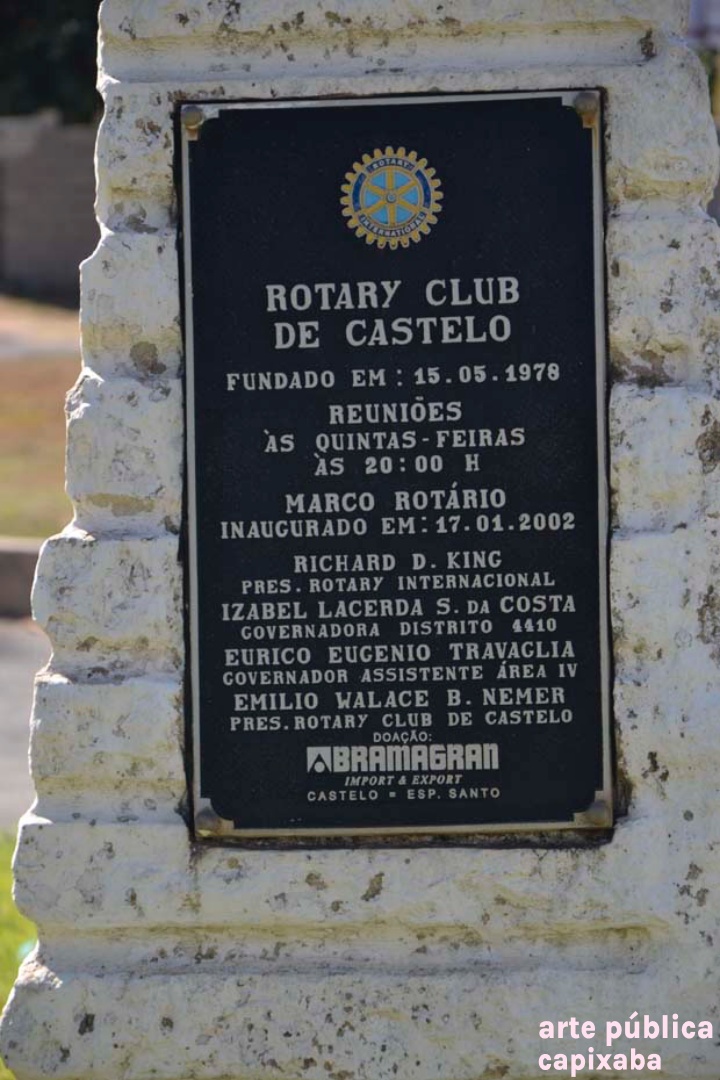 ROTARY
INTERNATIONAL
ROTARY CLUB
DE CASTELO
FUNDADO EM: 15.05.1978
REUNIÕES
ÀS QUINTAS-FEIRAS
ÀS 20:00 H
MARCO ROTÁRIO
INAUGURADO EM: 17.01.2002
RICHARD D. KING
PRES. ROTARY INTERNACIONAL
IZABEL LACERDA S. DA COSTA
GOVERNADORA DISTRITO 4410
EURICO EUGENIO TRAVAGLIA
GOVERNADOR ASSISTENTE ÁREA IV
EMILIO WALACE B. NEMER
PRES. ROTARY CLUB DE CASTELO
DOAÇÃO:
BRAMAGRAN
IMPORT & EXPORT
CASTELO = ESP. SANTO
arte pública
capixaba